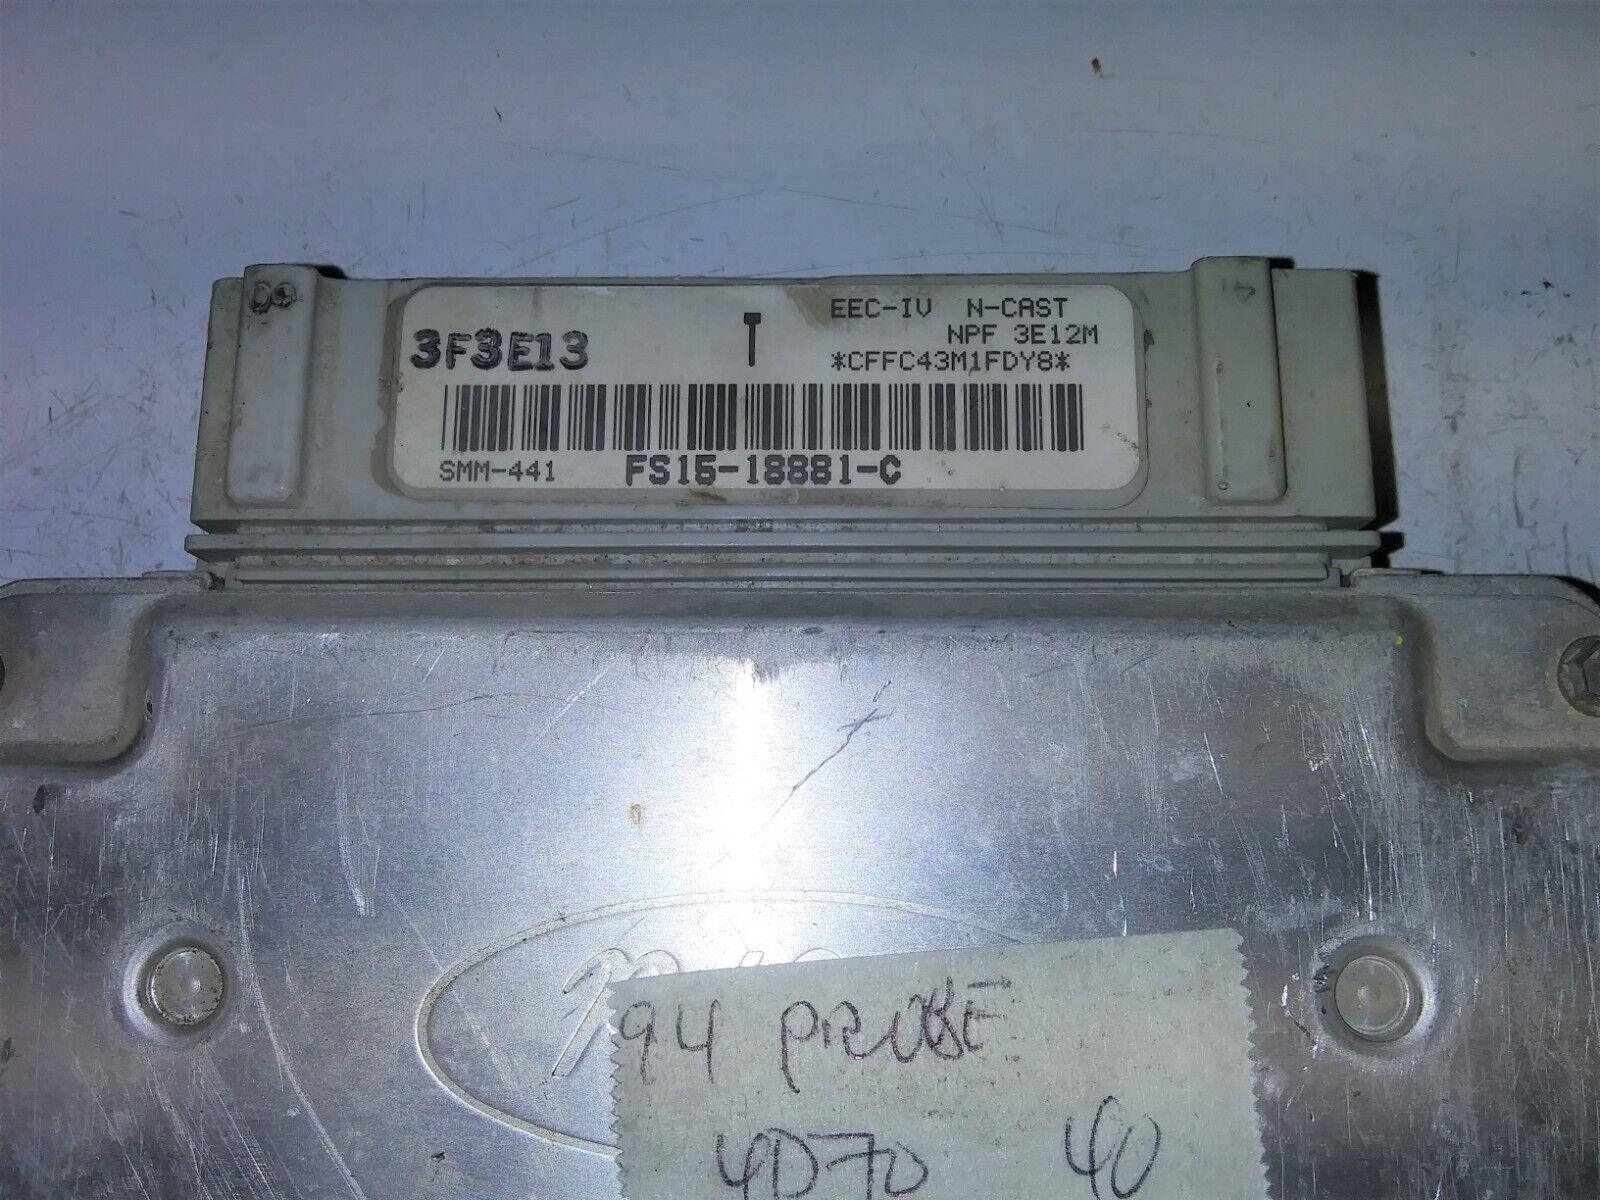 EEC-IV N-CAST
3F3E13 T NPF 3E12M
*CFFC43M1FDY8*
SMM-441 FS15-18881-C
'94 PROBE
4D70 40